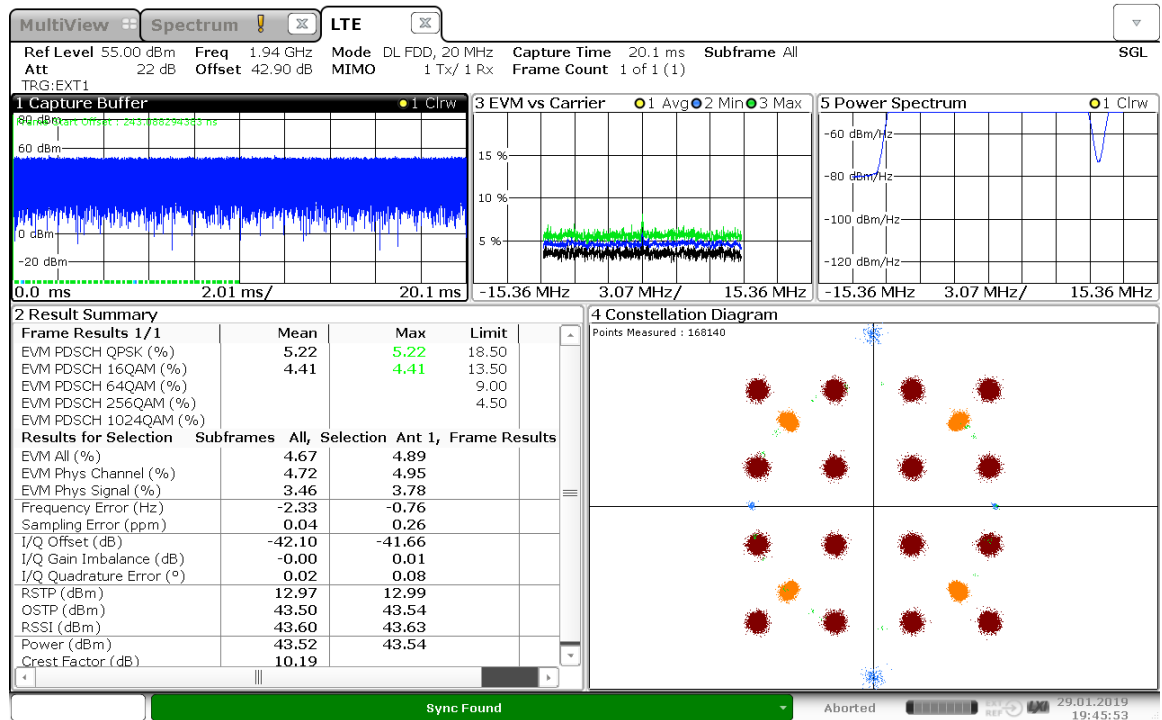 MultiView Spectrum LTE
Ref Level 55.00 dBm Freq 1.94 GHz Mode DL FDD, 20 MHz Capture Time 20.1 ms Subframe All SGL
Att 22 dB Offset 42.90 dB MIMO 1 Tx/ 1 Rx Frame Count 1 of 1 (1)
TRG:EXT1
1 Capture Buffer 1 Clrw
80 dBm
60 dBm
0 dBm
-20 dBm
0.0 ms 2.01 ms/ 20.1 ms
3 EVM vs Carrier 1 Avg 2 Min 3 Max
15 %
10 %
5 %
-15.36 MHz 3.07 MHz/ 15.36 MHz
5 Power Spectrum 1 Clrw
-60 dBm/Hz
-80 dBm/Hz
-100 dBm/Hz
-120 dBm/Hz
-15.36 MHz 3.07 MHz/ 15.36 MHz
2 Result Summary
Frame Results 1/1 Mean Max Limit
EVM PDSCH QPSK (%) 5.22 5.22 18.50
EVM PDSCH 16QAM (%) 4.41 4.41 13.50
EVM PDSCH 64QAM (%) 9.00
EVM PDSCH 256QAM (%) 4.50
EVM PDSCH 1024QAM (%)
Results for Selection Subframes All, Selection Ant 1, Frame Results
EVM All (%) 4.67 4.89
EVM Phys Channel (%) 4.72 4.95
EVM Phys Signal (%) 3.46 3.78
Frequency Error (Hz) -2.33 -0.76
Sampling Error (ppm) 0.04 0.26
I/Q Offset (dB) -42.10 -41.66
I/Q Gain Imbalance (dB) -0.00 0.01
I/Q Quadrature Error (°) 0.02 0.08
RSTP (dBm) 12.97 12.99
OSTP (dBm) 43.50 43.54
RSSI (dBm) 43.60 43.63
Power (dBm) 43.52 43.54
Crest Factor (dB) 10.19
4 Constellation Diagram
Points Measured : 168140
Sync Found
Aborted
EXT REF
LXI
29.01.2019
19:45:53